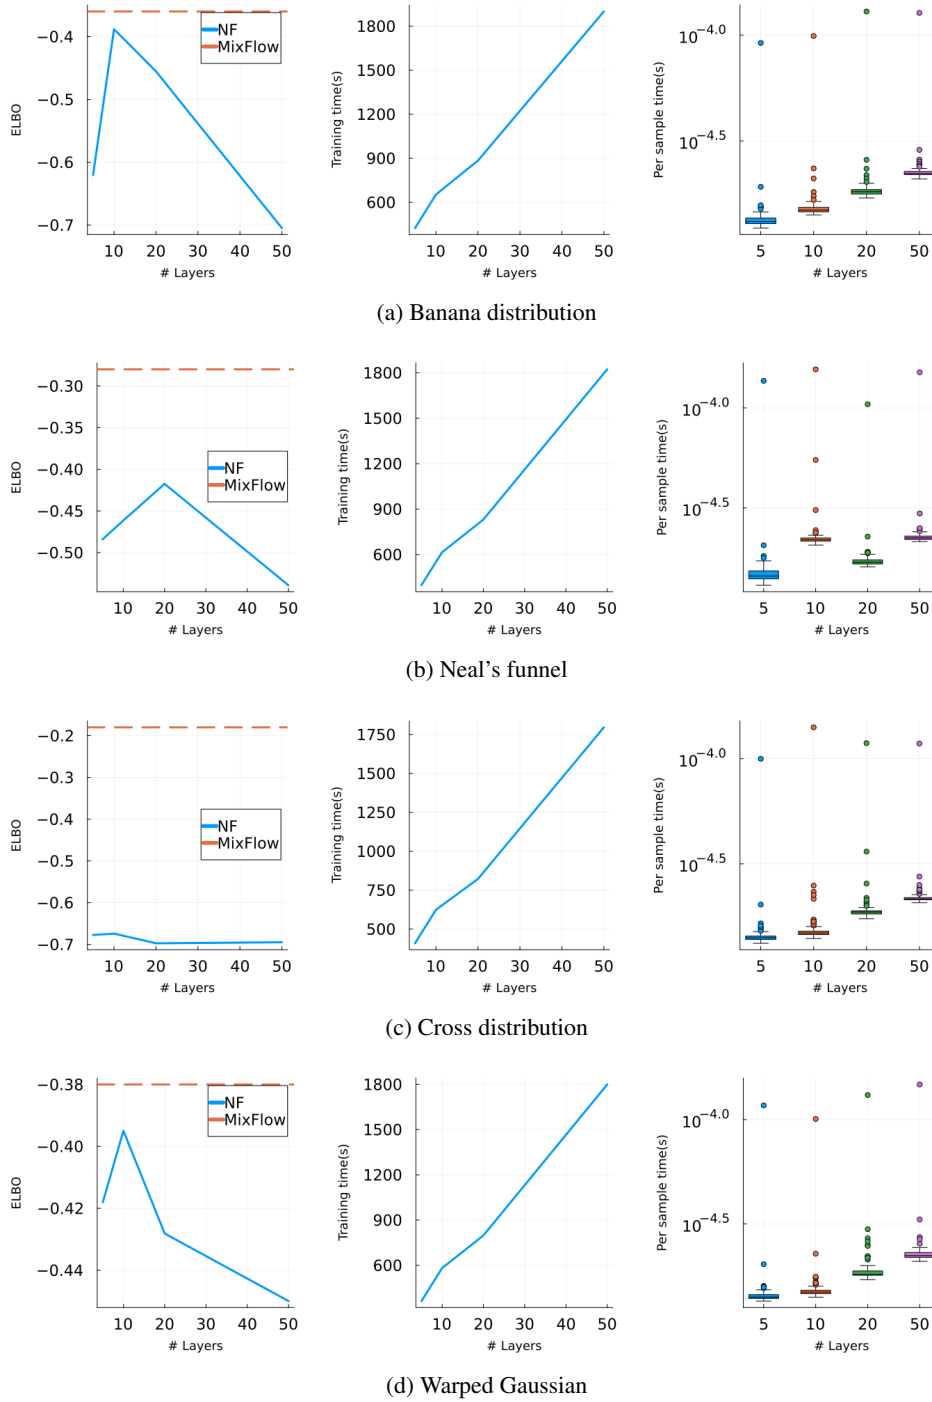 −0.4
−0.5
−0.6
−0.7
ELBO
10 20 30 40 50
# Layers
NF
MixFlow
1800
1500
1200
900
600
Training time(s)
10 20 30 40 50
# Layers
10−4.0
10−4.5
Per sample time(s)
5 10 20 50
# Layers
(a) Banana distribution
−0.30
−0.35
−0.40
−0.45
−0.50
ELBO
10 20 30 40 50
# Layers
NF
MixFlow
1800
1500
1200
900
600
Training time(s)
10 20 30 40 50
# Layers
10−4.0
10−4.5
Per sample time(s)
5 10 20 50
# Layers
(b) Neal’s funnel
−0.2
−0.3
−0.4
−0.5
−0.6
−0.7
ELBO
10 20 30 40 50
# Layers
NF
MixFlow
1750
1500
1250
1000
750
500
Training time(s)
10 20 30 40 50
# Layers
10−4.0
10−4.5
Per sample time(s)
5 10 20 50
# Layers
(c) Cross distribution
−0.38
−0.40
−0.42
−0.44
ELBO
10 20 30 40 50
# Layers
NF
MixFlow
1800
1500
1200
900
600
Training time(s)
10 20 30 40 50
# Layers
10−4.0
10−4.5
Per sample time(s)
5 10 20 50
# Layers
(d) Warped Gaussian